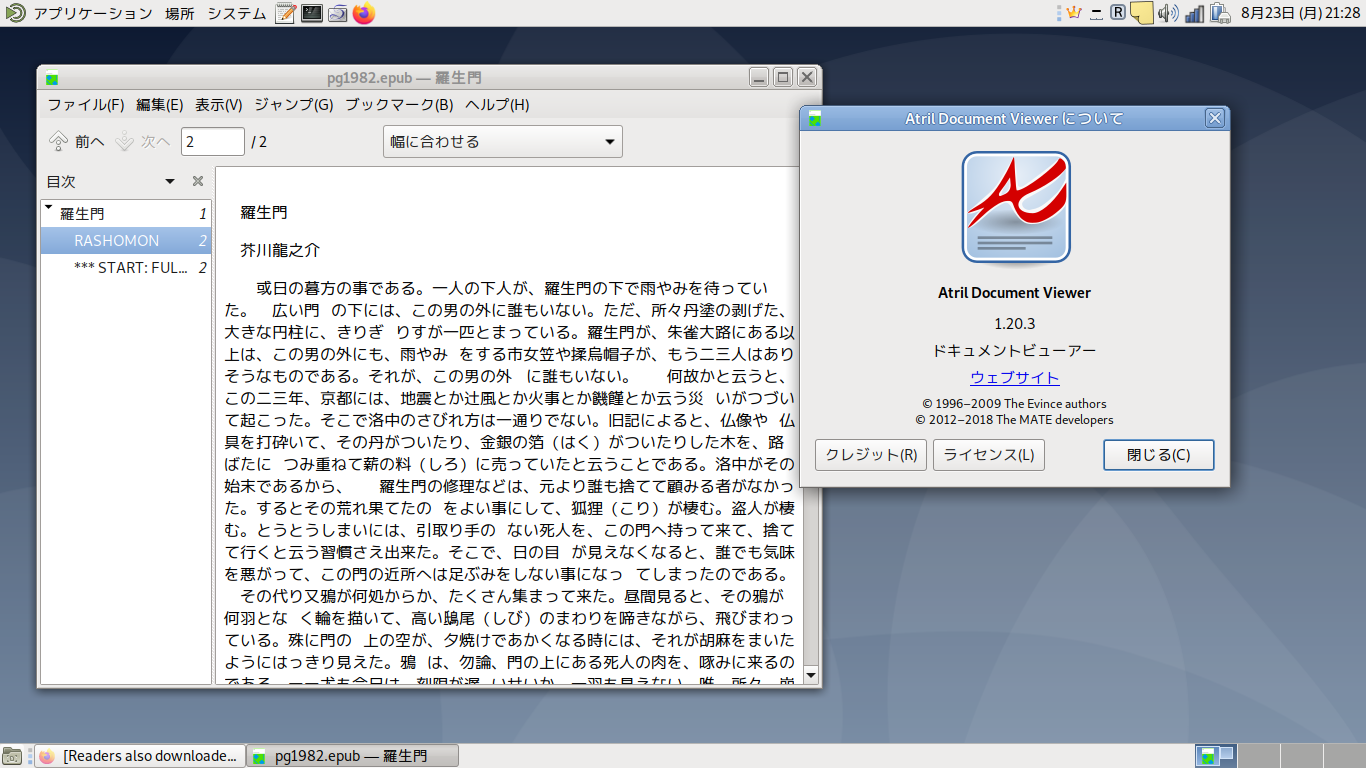 アプリケーション 場所 システム
R 8月23日 (月) 21:28
pg1982.epub — 羅生門
ファイル(F) 編集(E) 表示(V) ジャンプ(G) ブックマーク(B) ヘルプ(H)
前へ 次へ 2 / 2 幅に合わせる
目次
羅生門 1
RASHOMON 2
*** START: FUL... 2
羅生門
芥川龍之介
或日の暮方の事である。一人の下人が、羅生門の下で雨やみを待ってい
た。 広い門 の下には、この男の外に誰もいない。ただ、所々丹塗の剥げた、
大きな円柱に、きりぎ りすが一匹とまっている。羅生門が、朱雀大路にある以
上は、この男の外にも、雨やみ をする市女笠や揉烏帽子が、もう二三人はあり
そうなものである。それが、この男の外 に誰もいない。 何故かと云うと、
この二三年、京都には、地震とか辻風とか火事とか饑饉とか云う災 いがつづい
て起こった。そこで洛中のさびれ方は一通りでない。旧記によると、仏像や 仏
具を打砕いて、その丹がついたり、金銀の箔（はく）がついたりした木を、路
ばたに つみ重ねて薪の料（しろ）に売っていたと云うことである。洛中がその
始末であるから、 羅生門の修理などは、元より誰も捨てて顧みる者がなかっ
た。するとその荒れ果てたの をよい事にして、狐狸（こり）が棲む。盗人が棲
む。とうとうしまいには、引取り手の ない死人を、この門へ持って来て、捨て
て行くと云う習慣さえ出来た。そこで、日の目 が見えなくなると、誰でも気味
を悪がって、この門の近所へは足ぶみをしない事になっ てしまったのである。
その代り又鴉が何処からか、たくさん集まって来た。昼間見ると、その鴉が
何羽とな く輪を描いて、高い鴟尾（しび）のまわりを啼きながら、飛びまわっ
ている。殊に門の 上の空が、夕焼けであかくなる時には、それが胡麻をまいた
ようにはっきり見えた。鴉 は、勿論、門の上にある死人の肉を、啄みに来るの
である。ーー尤も今日は、刻限が遅 いせいか、一羽も見えない。唯、所々、崩
Atril Document Viewer について
Atril Document Viewer
1.20.3
ドキュメントビューアー
ウェブサイト
© 1996–2009 The Evince authors
© 2012–2018 The MATE developers
クレジット(R) ライセンス(L) 閉じる(C)
[Readers also downloade... pg1982.epub — 羅生門